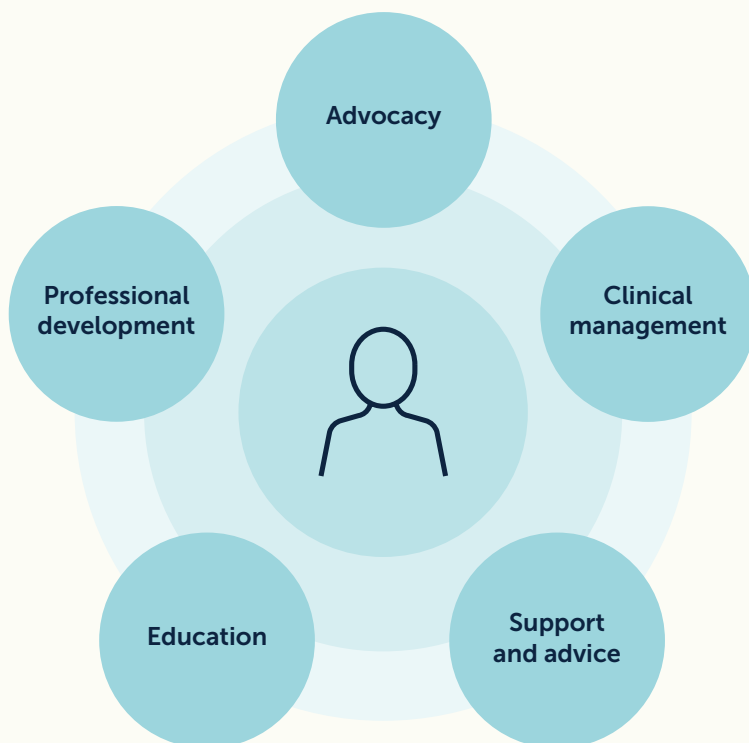 Advocacy
Professional
development
Clinical
management
Education
Support
and advice